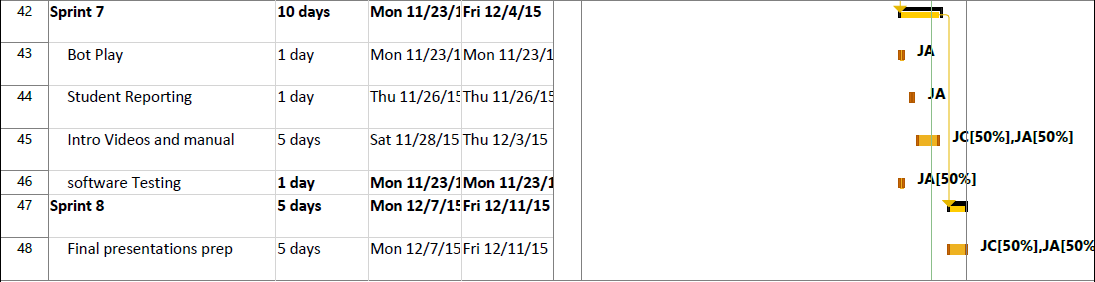 42 Sprint 7 10 days Mon 11/23/1 Fri 12/4/15
43 Bot Play 1 day Mon 11/23/1 Mon 11/23/1 JA
44 Student Reporting 1 day Thu 11/26/15 Thu 11/26/15 JA
45 Intro Videos and manual 5 days Sat 11/28/15 Thu 12/3/15 JC[50%],JA[50%]
46 software Testing 1 day Mon 11/23/1 Mon 11/23/1 JA[50%]
47 Sprint 8 5 days Mon 12/7/15 Fri 12/11/15
48 Final presentations prep 5 days Mon 12/7/15 Fri 12/11/15 JC[50%],JA[50%